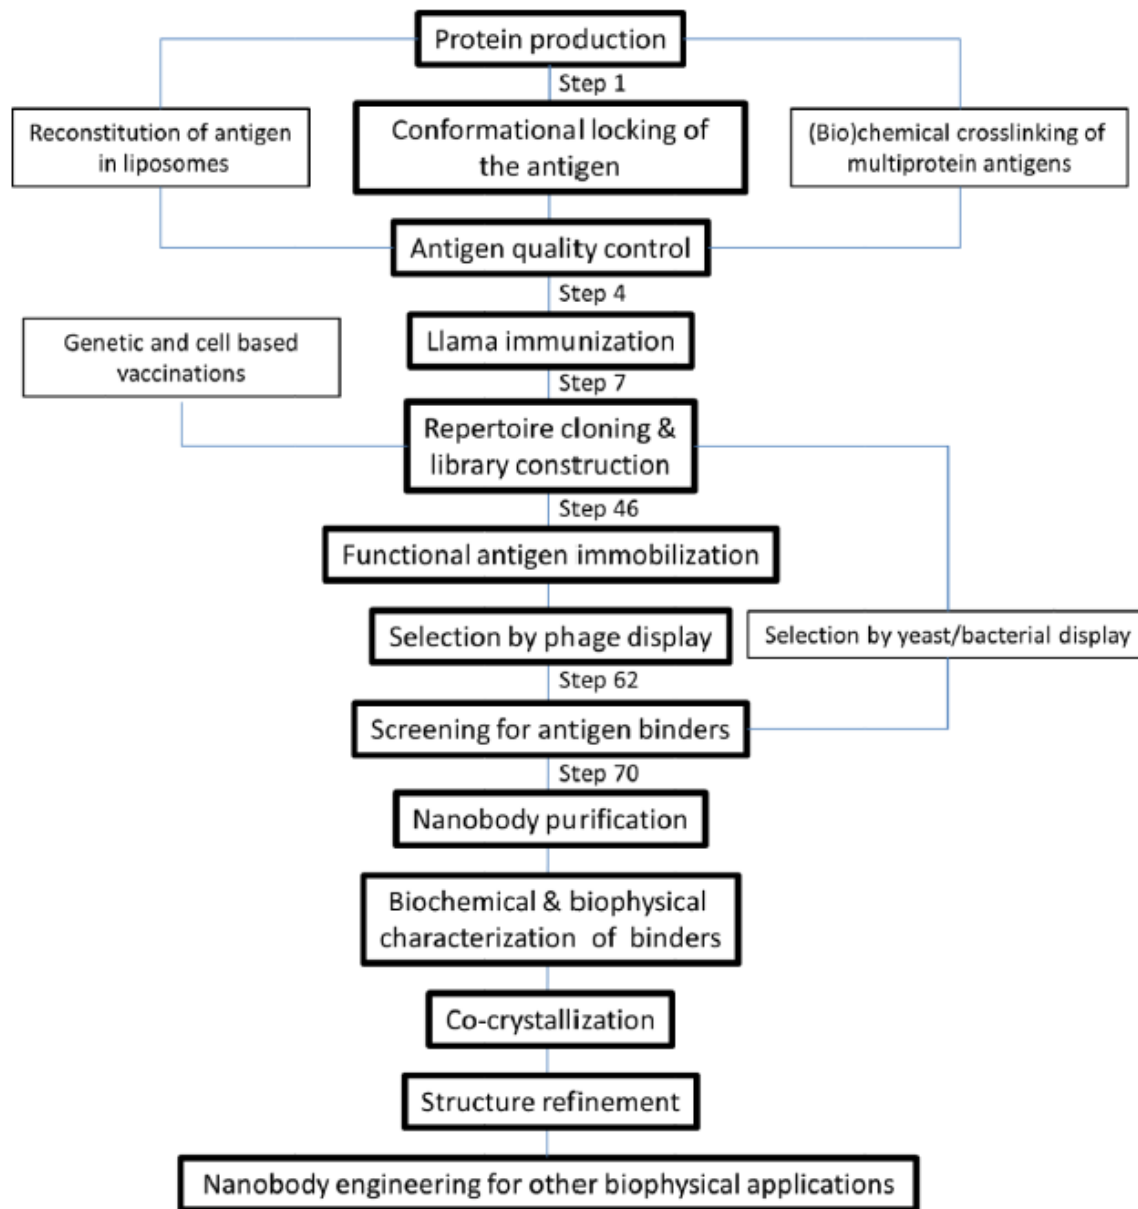 Protein production
Step 1
Reconstitution of antigen
in liposomes
Conformational locking of
the antigen
(Bio)chemical crosslinking of
multiprotein antigens
Antigen quality control
Step 4
Llama immunization
Genetic and cell based
vaccinations
Step 7
Repertoire cloning &
library construction
Step 46
Functional antigen immobilization
Selection by phage display
Selection by yeast/bacterial display
Step 62
Screening for antigen binders
Step 70
Nanobody purification
Biochemical & biophysical
characterization of binders
Co-crystallization
Structure refinement
Nanobody engineering for other biophysical applications